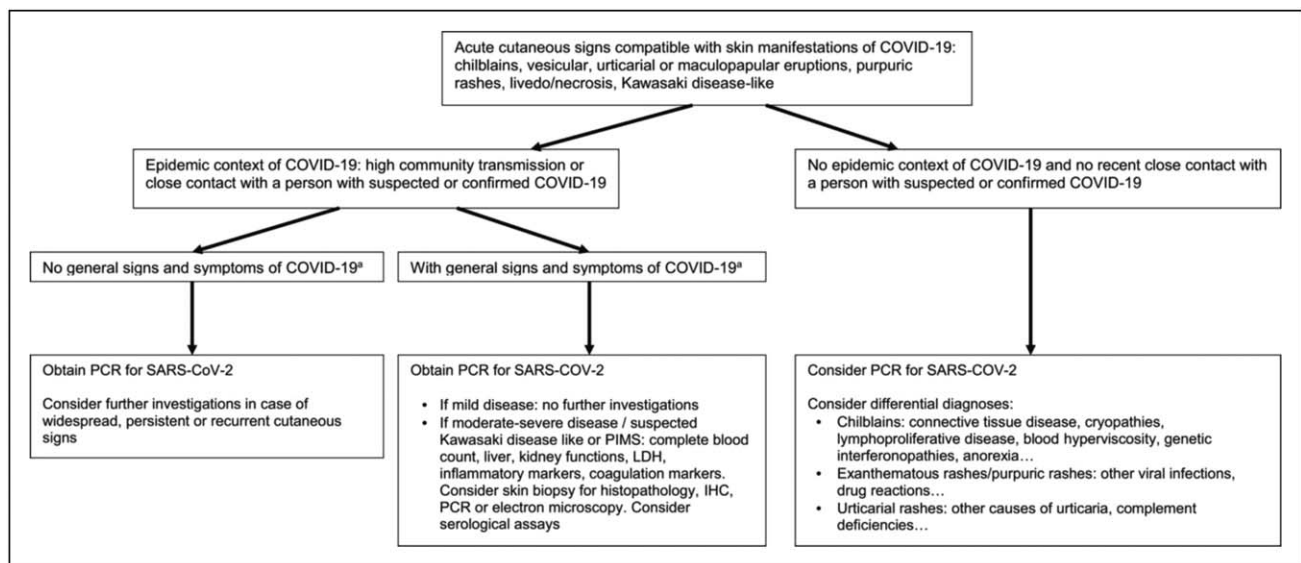 Acute cutaneous signs compatible with skin manifestations of COVID-19:
chilblains, vesicular, urticarial or maculopapular eruptions, purpuric
rashes, livedo/necrosis, Kawasaki disease-like
Epidemic context of COVID-19: high community transmission or
close contact with a person with suspected or confirmed COVID-19
No epidemic context of COVID-19 and no recent close contact with
a person with suspected or confirmed COVID-19
No general signs and symptoms of COVID-19ª
With general signs and symptoms of COVID-19ª
Obtain PCR for SARS-CoV-2
Consider further investigations in case of
widespread, persistent or recurrent cutaneous
signs
Obtain PCR for SARS-COV-2
• If mild disease: no further investigations
• If moderate-severe disease / suspected
Kawasaki disease like or PIMS: complete blood
count, liver, kidney functions, LDH,
inflammatory markers, coagulation markers.
Consider skin biopsy for histopathology, IHC,
PCR or electron microscopy. Consider
serological assays
Consider PCR for SARS-COV-2
Consider differential diagnoses:
• Chilblains: connective tissue disease, cryopathies,
lymphoproliferative disease, blood hyperviscosity, genetic
interferonopathies, anorexia…
• Exanthematous rashes/purpuric rashes: other viral infections,
drug reactions…
• Urticarial rashes: other causes of urticaria, complement
deficiencies…